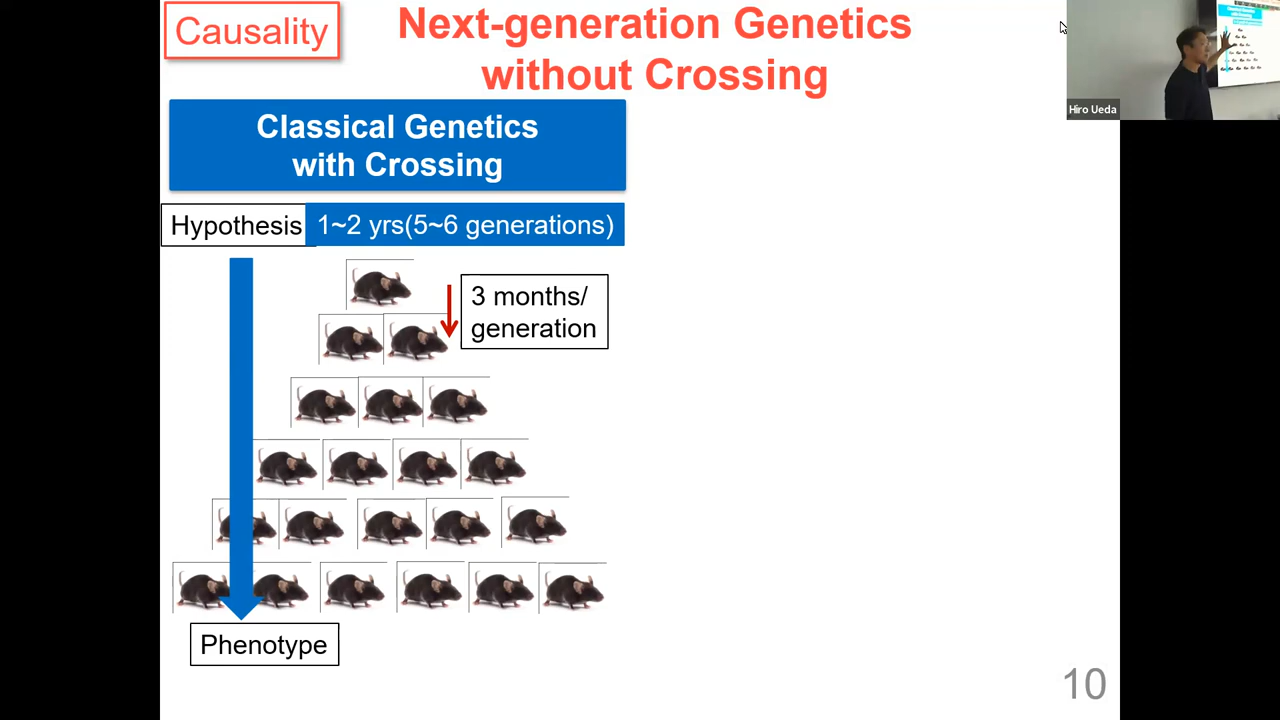 Causality
Next-generation Genetics
without Crossing
Classical Genetics
with Crossing
Hypothesis
1~2 yrs(5~6 generations)
3 months/
generation
Phenotype
10
Hiro Ueda